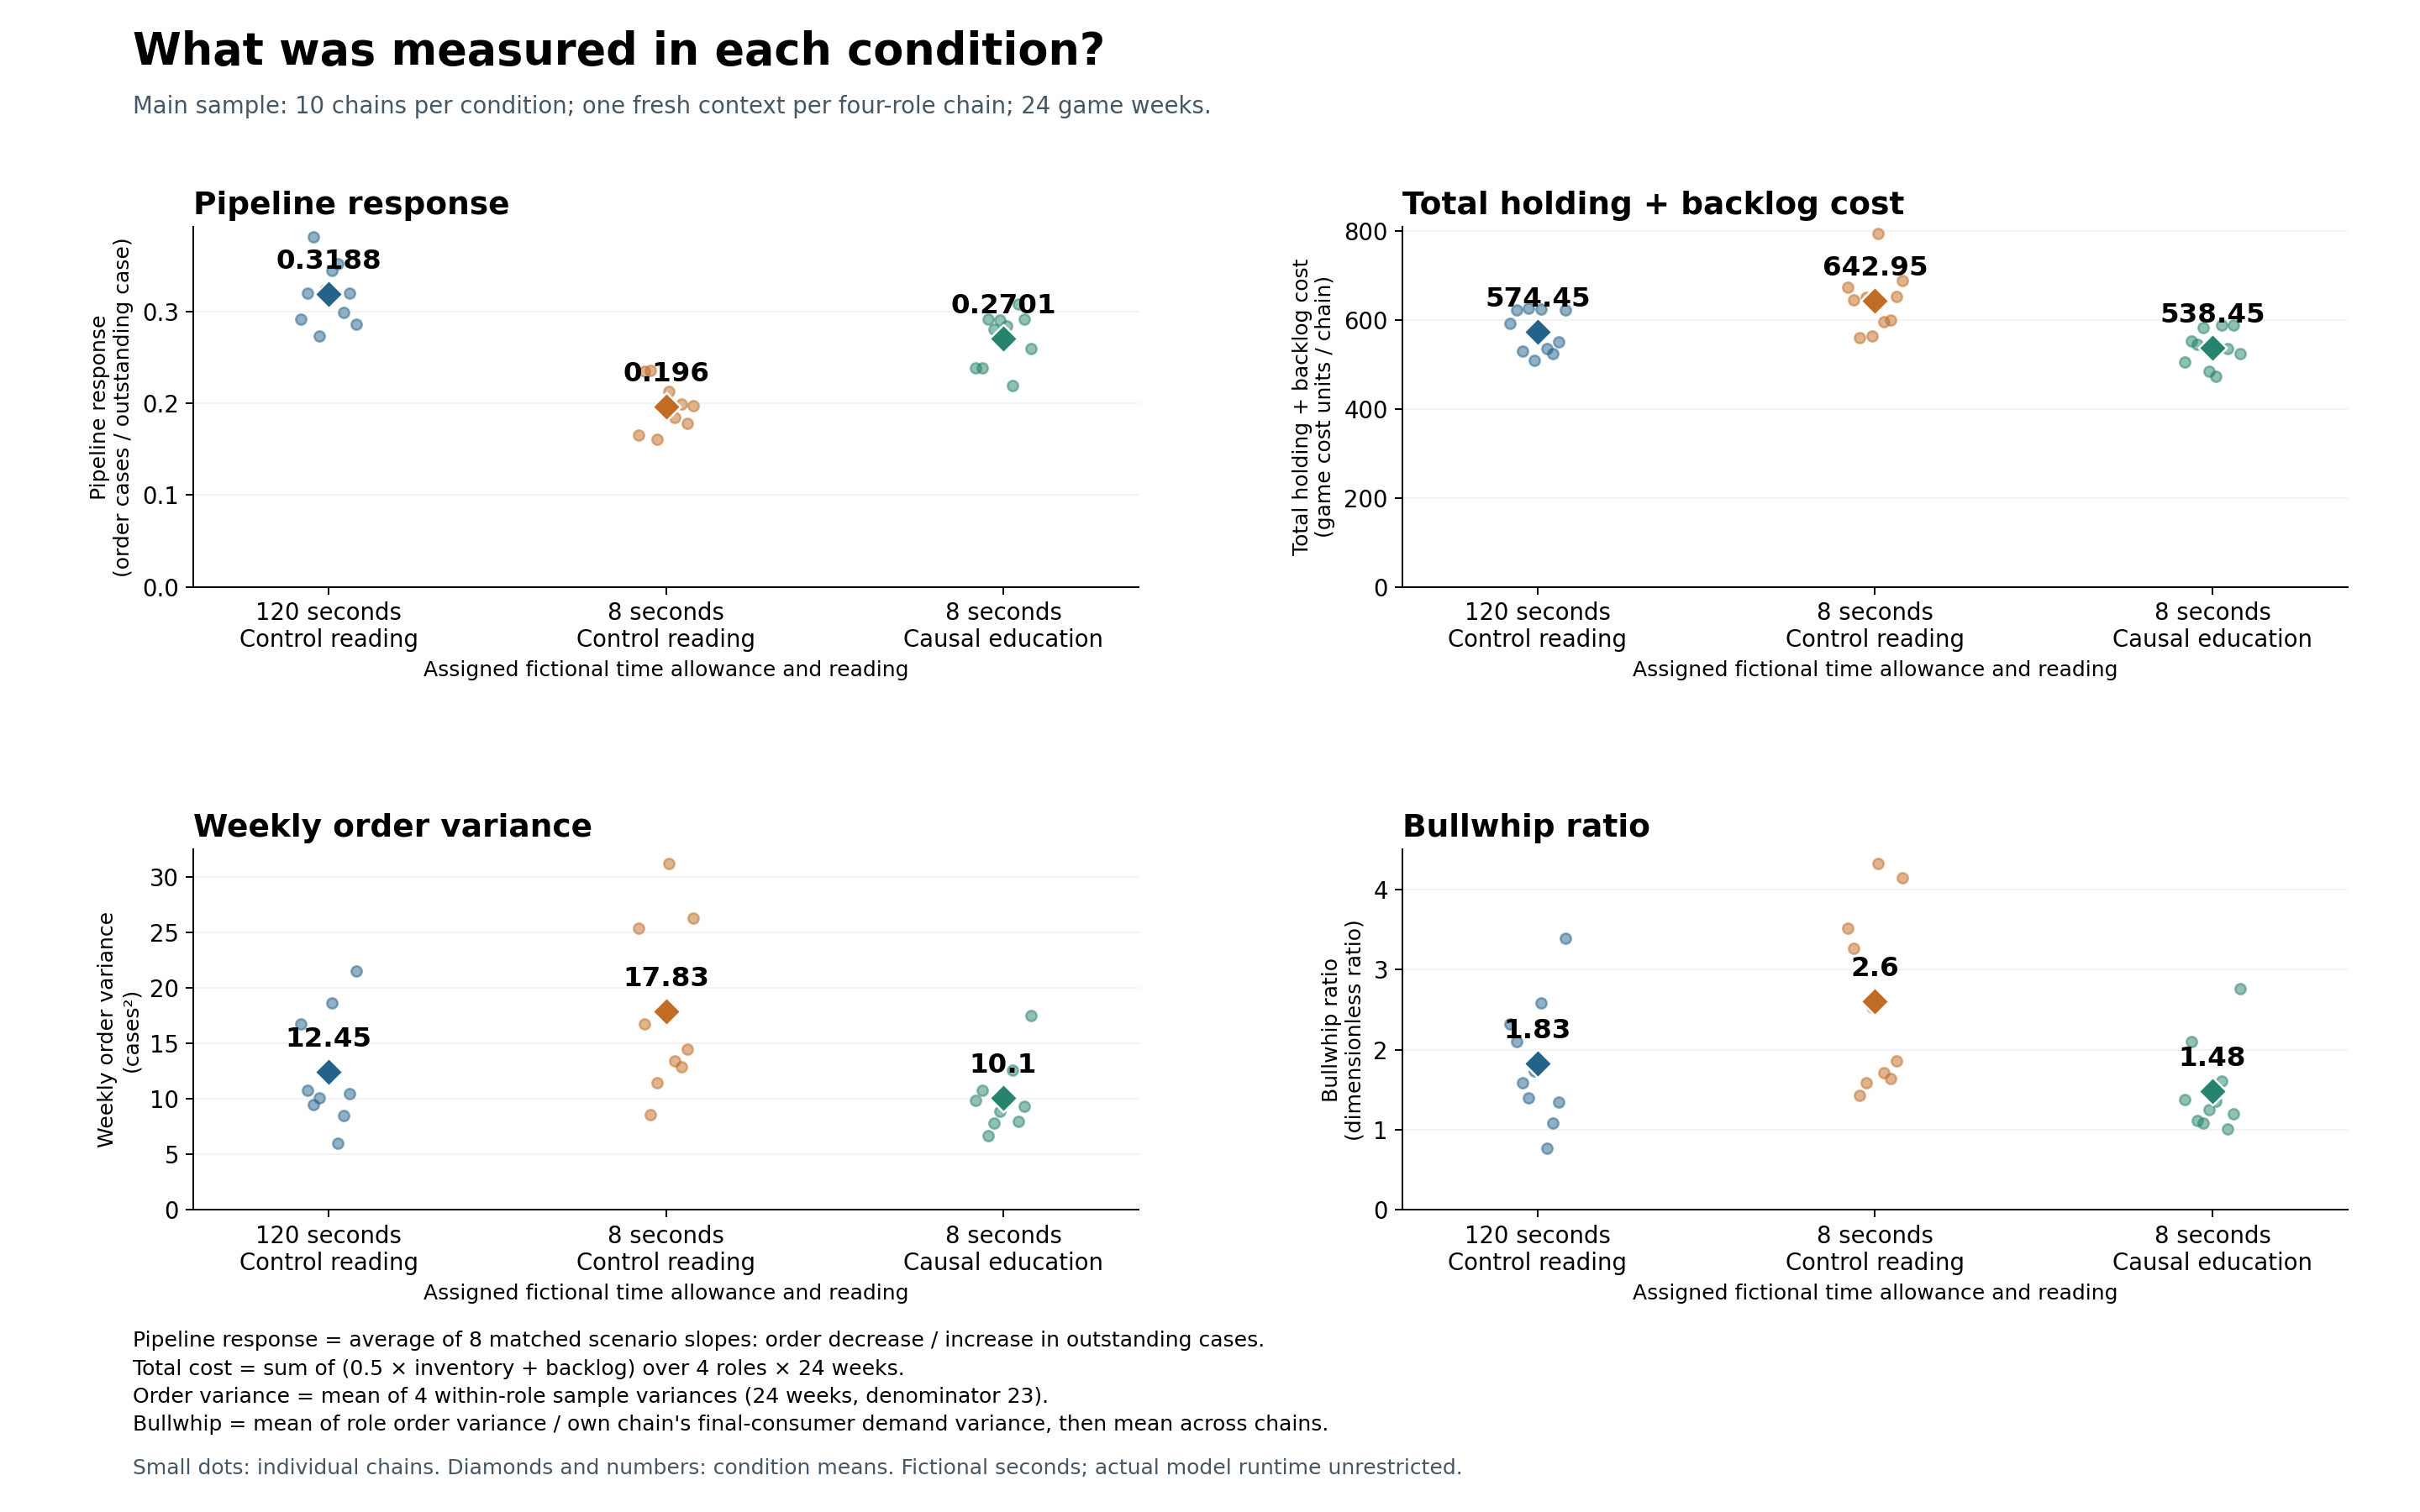 What was measured in each condition?
Main sample: 10 chains per condition; one fresh context per four-role chain; 24 game weeks.
Pipeline response
Pipeline response
(order cases / outstanding case)
0.3
0.2
0.1
0.0
0.3188
0.196
0.2701
120 seconds
Control reading
8 seconds
Control reading
8 seconds
Causal education
Assigned fictional time allowance and reading
Total holding + backlog cost
Total holding + backlog cost
(game cost units / chain)
800
600
400
200
0
574.45
642.95
538.45
120 seconds
Control reading
8 seconds
Control reading
8 seconds
Causal education
Assigned fictional time allowance and reading
Weekly order variance
Weekly order variance
(cases²)
30
25
20
15
10
5
0
12.45
17.83
10.1
120 seconds
Control reading
8 seconds
Control reading
8 seconds
Causal education
Assigned fictional time allowance and reading
Bullwhip ratio
Bullwhip ratio
(dimensionless ratio)
4
3
2
1
0
1.83
2.6
1.48
120 seconds
Control reading
8 seconds
Control reading
8 seconds
Causal education
Assigned fictional time allowance and reading
Pipeline response = average of 8 matched scenario slopes: order decrease / increase in outstanding cases.
Total cost = sum of (0.5 × inventory + backlog) over 4 roles × 24 weeks.
Order variance = mean of 4 within-role sample variances (24 weeks, denominator 23).
Bullwhip = mean of role order variance / own chain's final-consumer demand variance, then mean across chains.
Small dots: individual chains. Diamonds and numbers: condition means. Fictional seconds; actual model runtime unrestricted.